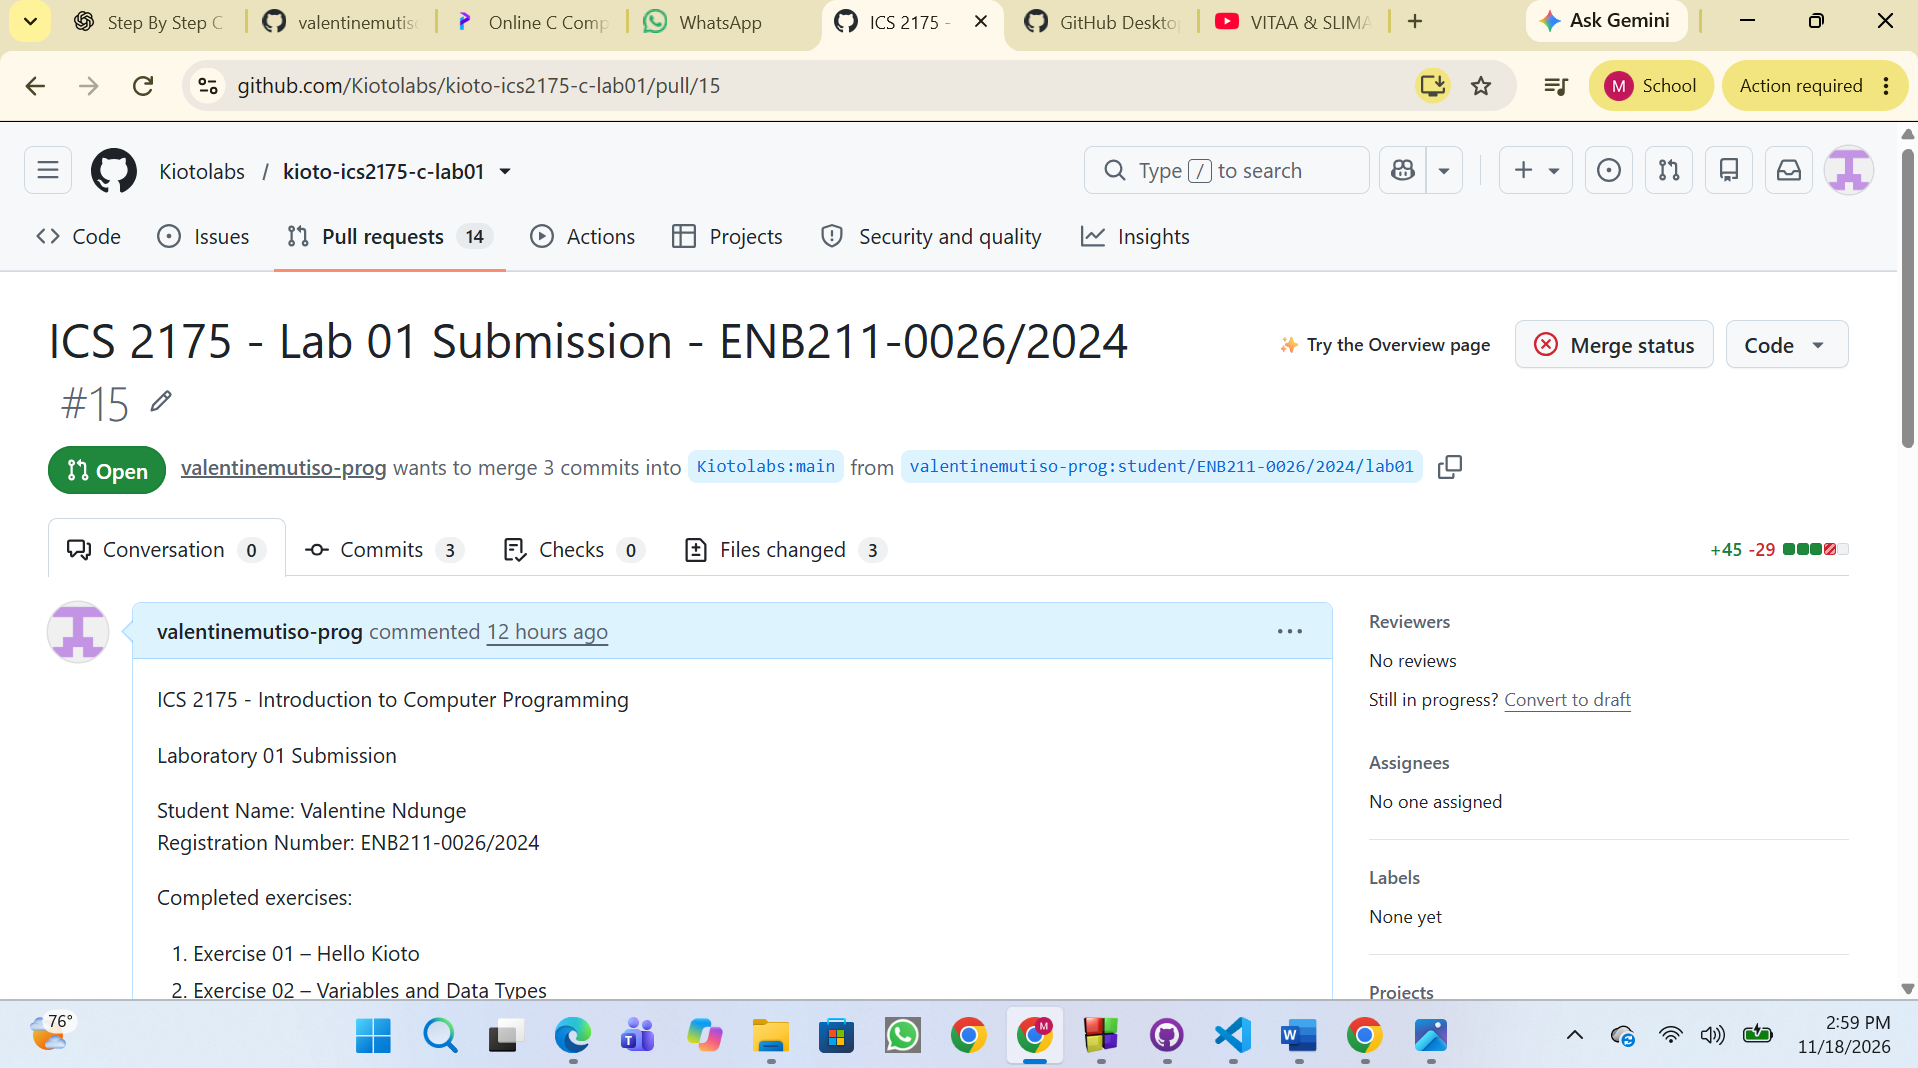 Step By Step C
valentinemutiso
Online C Comp
WhatsApp
ICS 2175 -
GitHub Deskto
VITAA & SLIMA
Ask Gemini
github.com/Kiotolabs/kioto-ics2175-c-lab01/pull/15
M School
Action required
Kiotolabs / kioto-ics2175-c-lab01
Type / to search
Code
Issues
Pull requests 14
Actions
Projects
Security and quality
Insights
ICS 2175 - Lab 01 Submission - ENB211-0026/2024
#15
Try the Overview page
Merge status
Code
Open
valentinemutiso-prog wants to merge 3 commits into Kiotolabs:main from valentinemutiso-prog:student/ENB211-0026/2024/lab01
Conversation 0
Commits 3
Checks 0
Files changed 3
+45 -29
valentinemutiso-prog commented 12 hours ago
ICS 2175 - Introduction to Computer Programming
Laboratory 01 Submission
Student Name: Valentine Ndunge
Registration Number: ENB211-0026/2024
Completed exercises:
1. Exercise 01 – Hello Kioto
2. Exercise 02 – Variables and Data Types
Reviewers
No reviews
Still in progress? Convert to draft
Assignees
No one assigned
Labels
None yet
Projects
76°
M
2:59 PM
11/18/2026